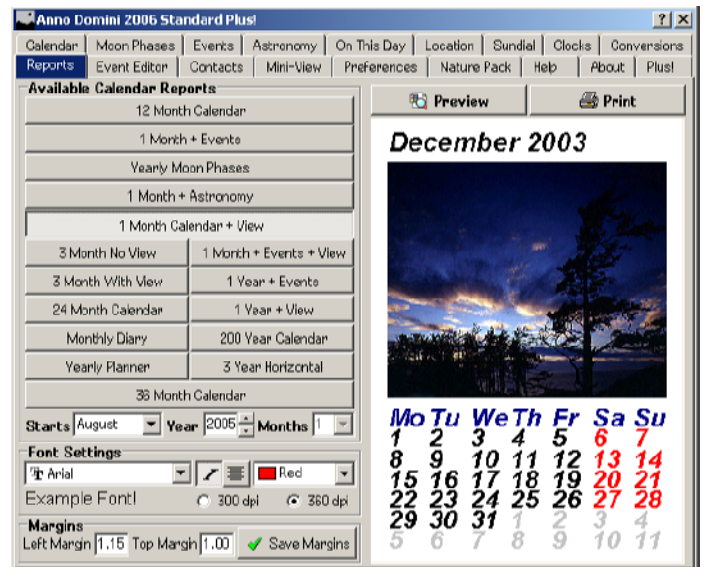 Anno Domini 2006 Standard Plus!
Calendar Moon Phases Events Astronomy On This Day Location Sundial Clocks Conversions
Reports Event Editor Contacts Mini-View Preferences Nature Pack Help About Plus!
Available Calendar Reports
12 Month Calendar
1 Month + Events
Yearly Moon Phases
1 Month + Astronomy
1 Month Calendar + View
3 Month No View 1 Month + Events + View
3 Month With View 1 Year + Events
24 Month Calendar 1 Year + View
Monthly Diary 200 Year Calendar
Yearly Planner 3 Year Horizontal
36 Month Calendar
Starts August Year 2005 Months 1
Font Settings
Arial Red
Example Font! 300 dpi 360 dpi
Margins
Left Margin 1.15 Top Margin 1.00 Save Margins
Preview Print
December 2003
Mo Tu We Th Fr Sa Su
1 2 3 4 5 6 7
8 9 10 11 12 13 14
15 16 17 18 19 20 21
22 23 24 25 26 27 28
29 30 31 1 2 3 4
5 6 7 8 9 10 11